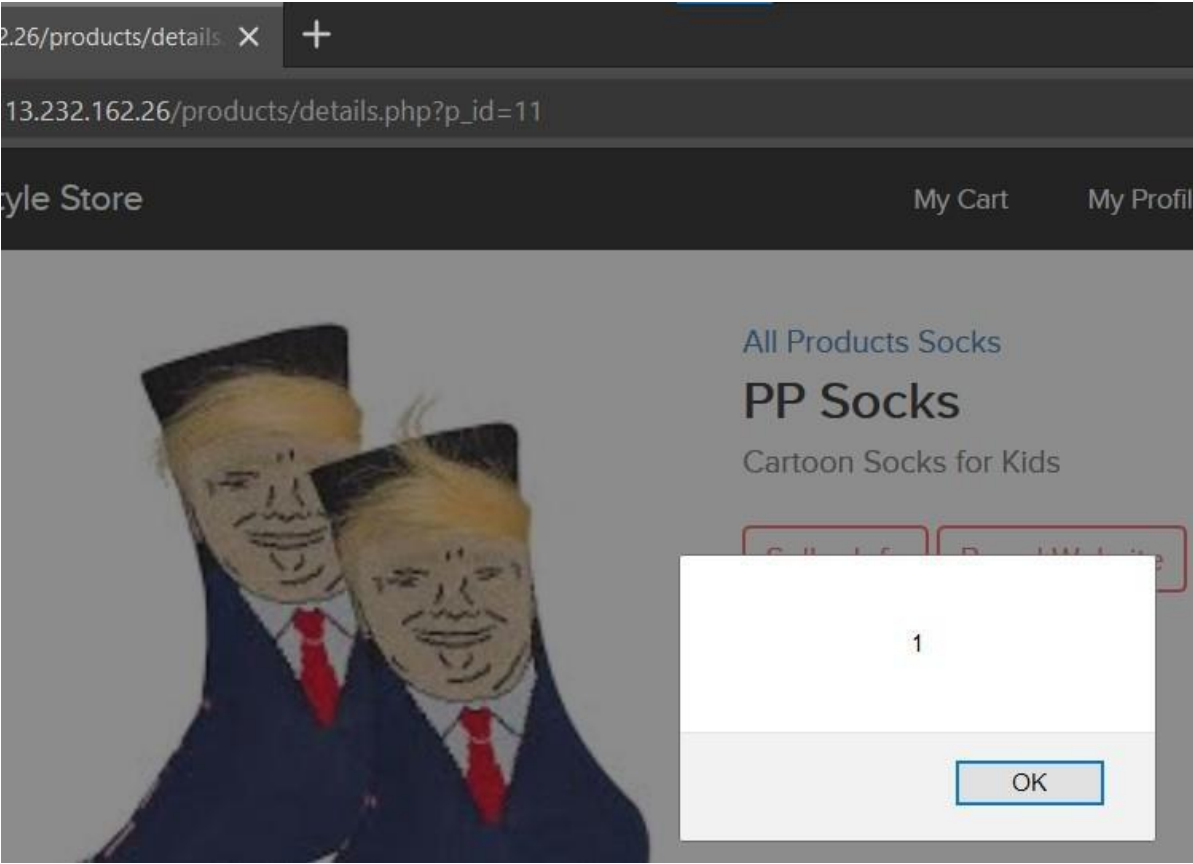 2.26/products/details
13.232.162.26/products/details.php?p_id=11
tyle Store
My Cart
My Profil
All Products Socks
PP Socks
Cartoon Socks for Kids
1
OK